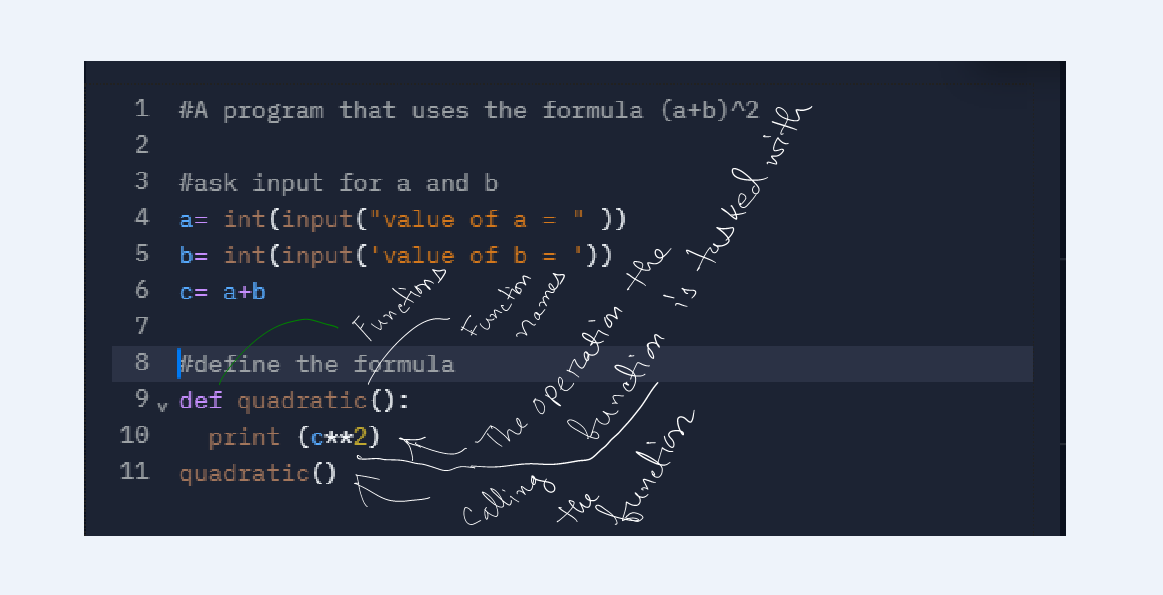 1 #A program that uses the formula (a+b)^2
2
3 #ask input for a and b
4 a= int(input("value of a = " ))
5 b= int(input('value of b = '))
6 c= a+b
7
8 #define the formula
9 def quadratic():
10 print (c**2)
11 quadratic()
Functions
Function
names
The operation the
function is tasked with
Calling
the
function